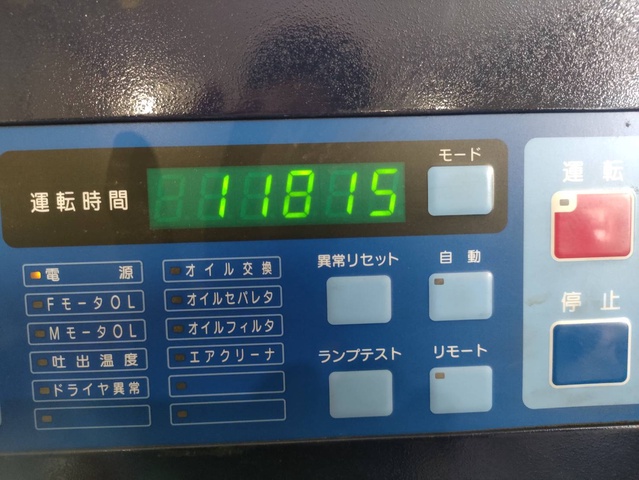 モード
運転時間 11815
運転
電源
オイル交換
異常リセット
自動
FモータOL
オイルセパレタ
停止
MモータOL
オイルフィルタ
吐出温度
エアクリーナ
ランプテスト
リモート
ドライヤ異常